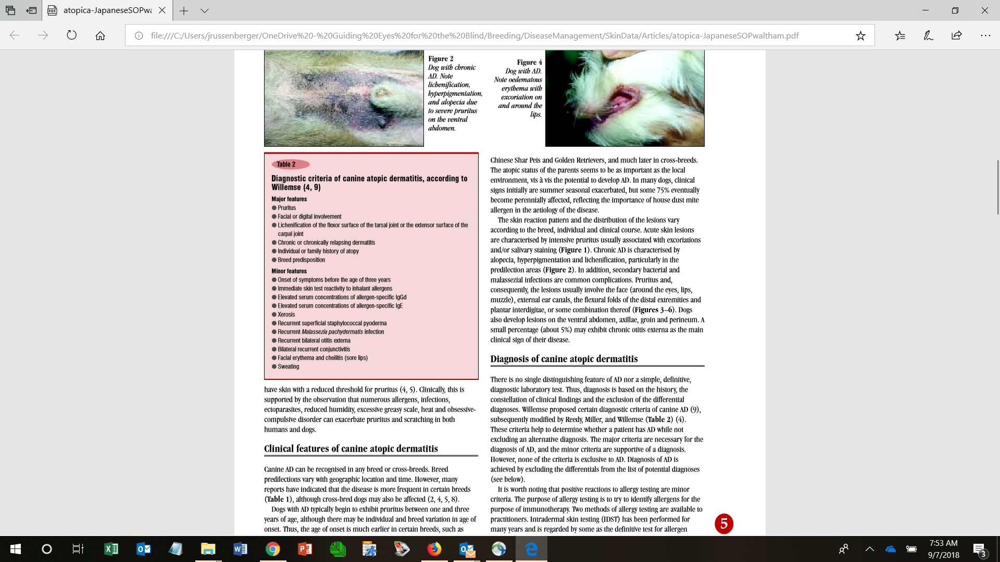 atopica-JapaneseSOPwa
file:///C:/Users/jrussenberger/OneDrive%20-%20Guiding%20Eyes%20for%20the%20Blind/Breeding/DiseaseManagement/SkinData/Articles/atopica-JapaneseSOPwaltham.pdf
Figure 2
Dog with chronic
AD. Note
lichenification,
hyperpigmentation,
and alopecia due
to severe pruritus
on the ventral
abdomen.
Figure 4
Dog with AD.
Note oedematous
erythema with
excoriation on
and around the
lips.
Table 2
Diagnostic criteria of canine atopic dermatitis, according to
Willemse (4, 9)
Major features
● Pruritus
● Facial or digital involvement
● Lichenification of the flexor surface of the tarsal joint or the extensor surface of the
carpal joint
● Chronic or chronically relapsing dermatitis
● Individual or family history of atopy
● Breed predisposition
Minor features
● Onset of symptoms before the age of three years
● Immediate skin test reactivity to inhalant allergens
● Elevated serum concentrations of allergen-specific IgGd
● Elevated serum concentrations of allergen-specific IgE
● Xerosis
● Recurrent superficial staphylococcal pyoderma
● Recurrent Malassezia pachydermatis infection
● Recurrent bilateral otitis externa
● Bilateral recurrent conjunctivitis
● Facial erythema and cheilitis (sore lips)
● Sweating
have skin with a reduced threshold for pruritus (4, 5). Clinically, this is
supported by the observation that numerous allergens, infections,
ectoparasites, reduced humidity, excessive greasy scale, heat and obsessive-
compulsive disorder can exacerbate pruritus and scratching in both
humans and dogs.
Clinical features of canine atopic dermatitis
Canine AD can be recognised in any breed or cross-breeds. Breed
predilections vary with geographic location and time. However, many
reports have indicated that the disease is more frequent in certain breeds
(Table 1), although cross-bred dogs may also be affected (2, 4, 5, 8).
Dogs with AD typically begin to exhibit pruritus between one and three
years of age, although there may be individual and breed variation in age of
onset. Thus, the age of onset is much earlier in certain breeds, such as
Chinese Shar Peis and Golden Retrievers, and much later in cross-breeds.
The atopic status of the parents seems to be as important as the local
environment, vis à vis the potential to develop AD. In many dogs, clinical
signs initially are summer seasonal exacerbated, but some 75% eventually
become perennially affected, reflecting the importance of house dust mite
allergen in the aetiology of the disease.
The skin reaction pattern and the distribution of the lesions vary
according to the breed, individual and clinical course. Acute skin lesions
are characterised by intensive pruritus usually associated with excoriations
and/or salivary staining (Figure 1). Chronic AD is characterised by
alopecia, hyperpigmentation and lichenification, particularly in the
predilection areas (Figure 2). In addition, secondary bacterial and
malassezial infections are common complications. Pruritus and,
consequently, the lesions usually involve the face (around the eyes, lips,
muzzle), external ear canals, the flexural folds of the distal extremities and
plantar interdigitae, or some combination thereof (Figures 3–6). Dogs
also develop lesions on the ventral abdomen, axillae, groin and perineum. A
small percentage (about 5%) may exhibit chronic otitis externa as the main
clinical sign of their disease.
Diagnosis of canine atopic dermatitis
There is no single distinguishing feature of AD nor a simple, definitive,
diagnostic laboratory test. Thus, diagnosis is based on the history, the
constellation of clinical findings and the exclusion of the differential
diagnoses. Willemse proposed certain diagnostic criteria of canine AD (9),
subsequently modified by Reedy, Miller, and Willemse (Table 2) (4).
These criteria help to determine whether a patient has AD while not
excluding an alternative diagnosis. The major criteria are necessary for the
diagnosis of AD, and the minor criteria are supportive of a diagnosis.
However, none of the criteria is exclusive to AD. Diagnosis of AD is
achieved by excluding the differentials from the list of potential diagnoses
(see below).
It is worth noting that positive reactions to allergy testing are minor
criteria. The purpose of allergy testing is to try to identify allergens for the
purpose of immunotherapy. Two methods of allergy testing are available to
practitioners. Intradermal skin testing (IDST) has been performed for
many years and is regarded by some as the definitive test for allergen
5
7:53 AM
9/7/2018
3